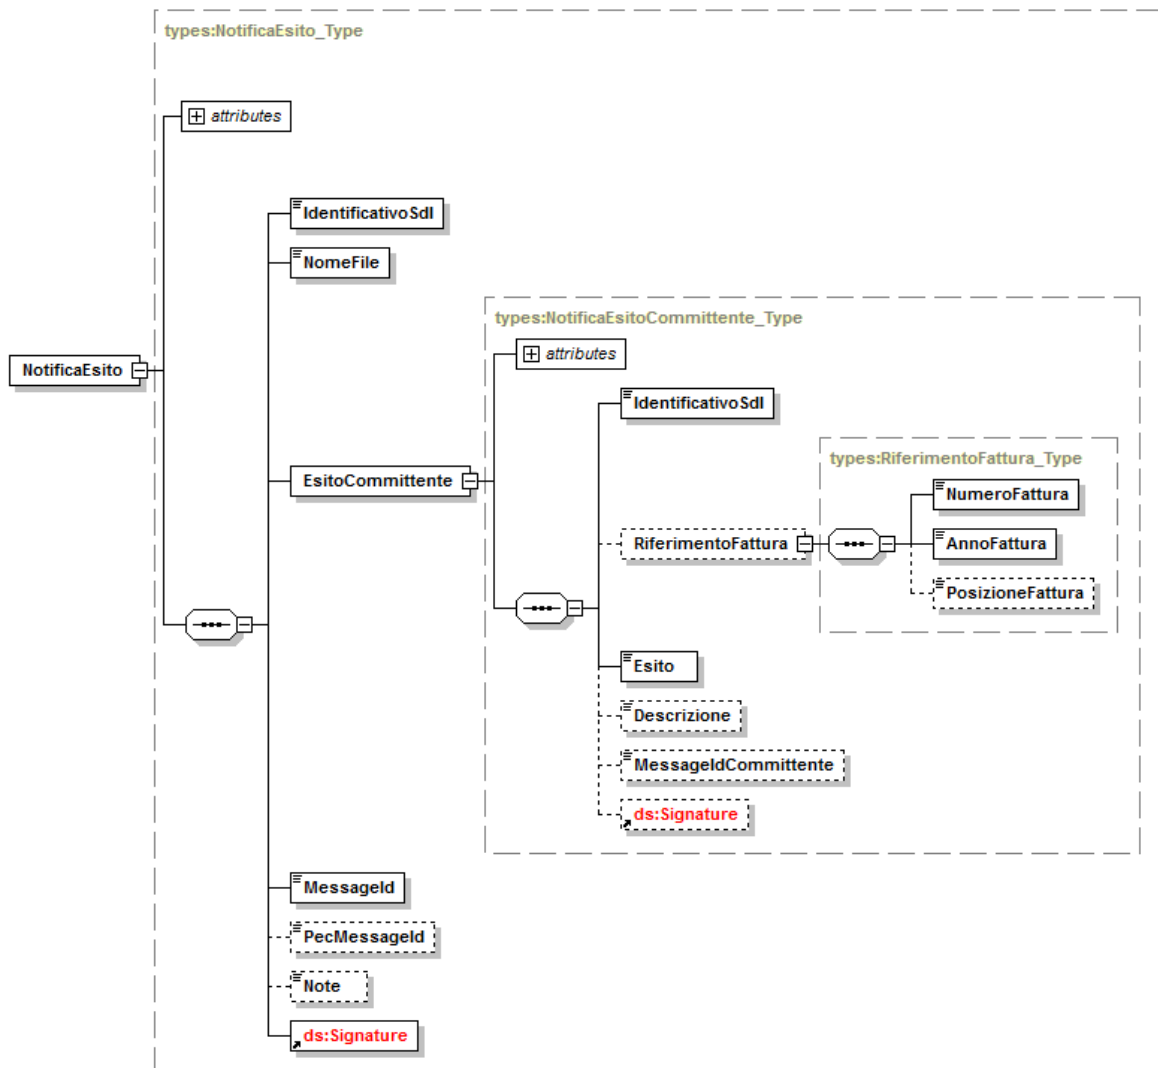 types:NotificaEsito_Type
attributes
IdentificativoSdI
NomeFile
types:NotificaEsitoCommittente_Type
attributes
NotificaEsito
IdentificativoSdI
types:RiferimentoFattura_Type
EsitoCommittente
NumeroFattura
RiferimentoFattura
AnnoFattura
PosizioneFattura
Esito
Descrizione
MessageIdCommittente
ds:Signature
MessageId
PecMessageId
Note
ds:Signature